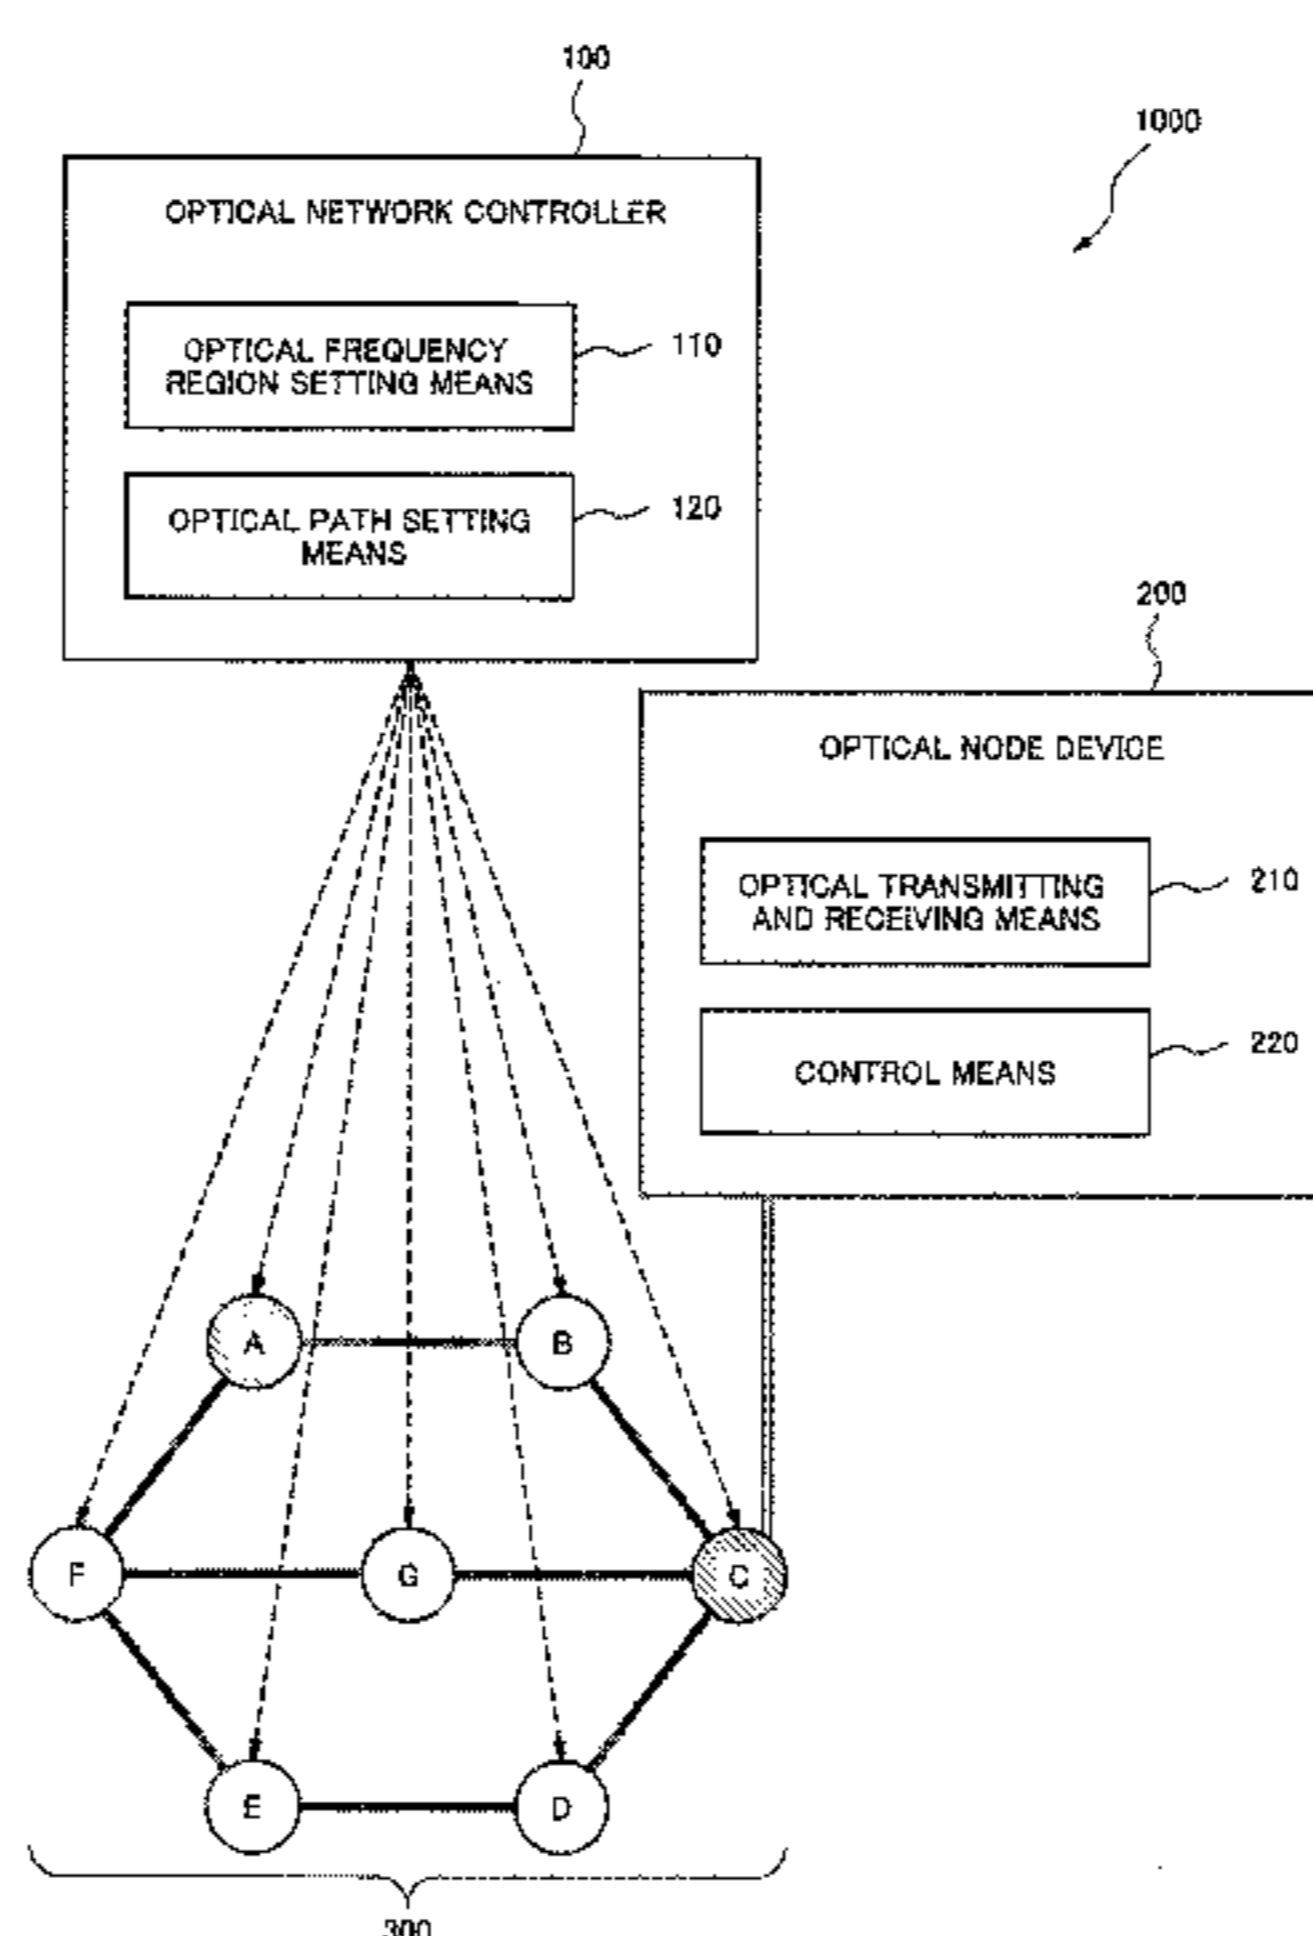 100
1000
OPTICAL NETWORK CONTROLLER
OPTICAL FREQUENCY
REGION SETTING MEANS
110
OPTICAL PATH SETTING
MEANS
120
200
OPTICAL NODE DEVICE
OPTICAL TRANSMITTING
AND RECEIVING MEANS
210
CONTROL MEANS
220
A
B
F
G
C
E
D
300